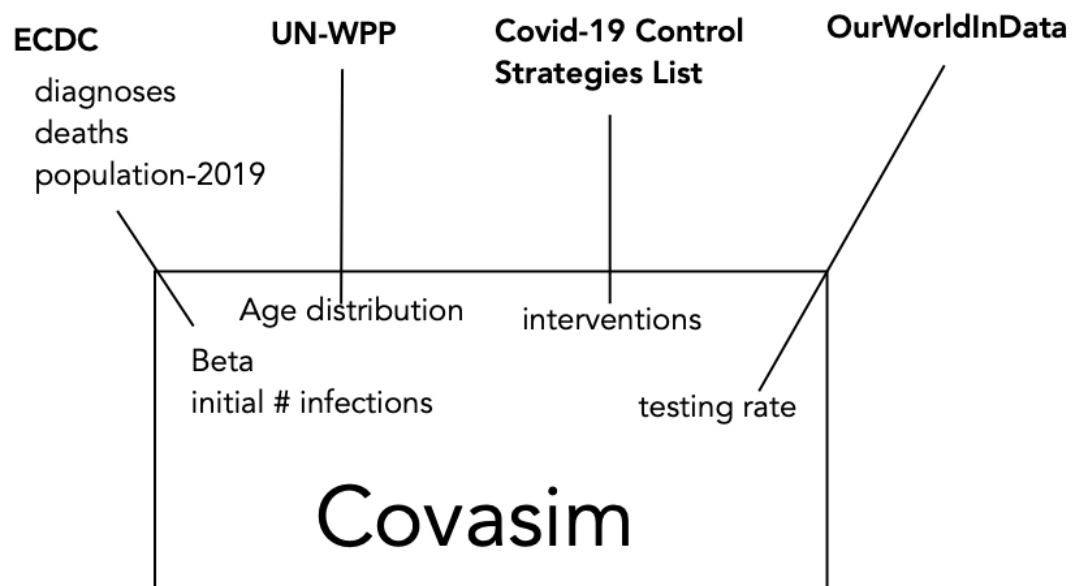 ECDC
diagnoses
deaths
population-2019
UN-WPP
Covid-19 Control
Strategies List
OurWorldInData
Age distribution
interventions
Beta
initial # infections
testing rate
Covasim